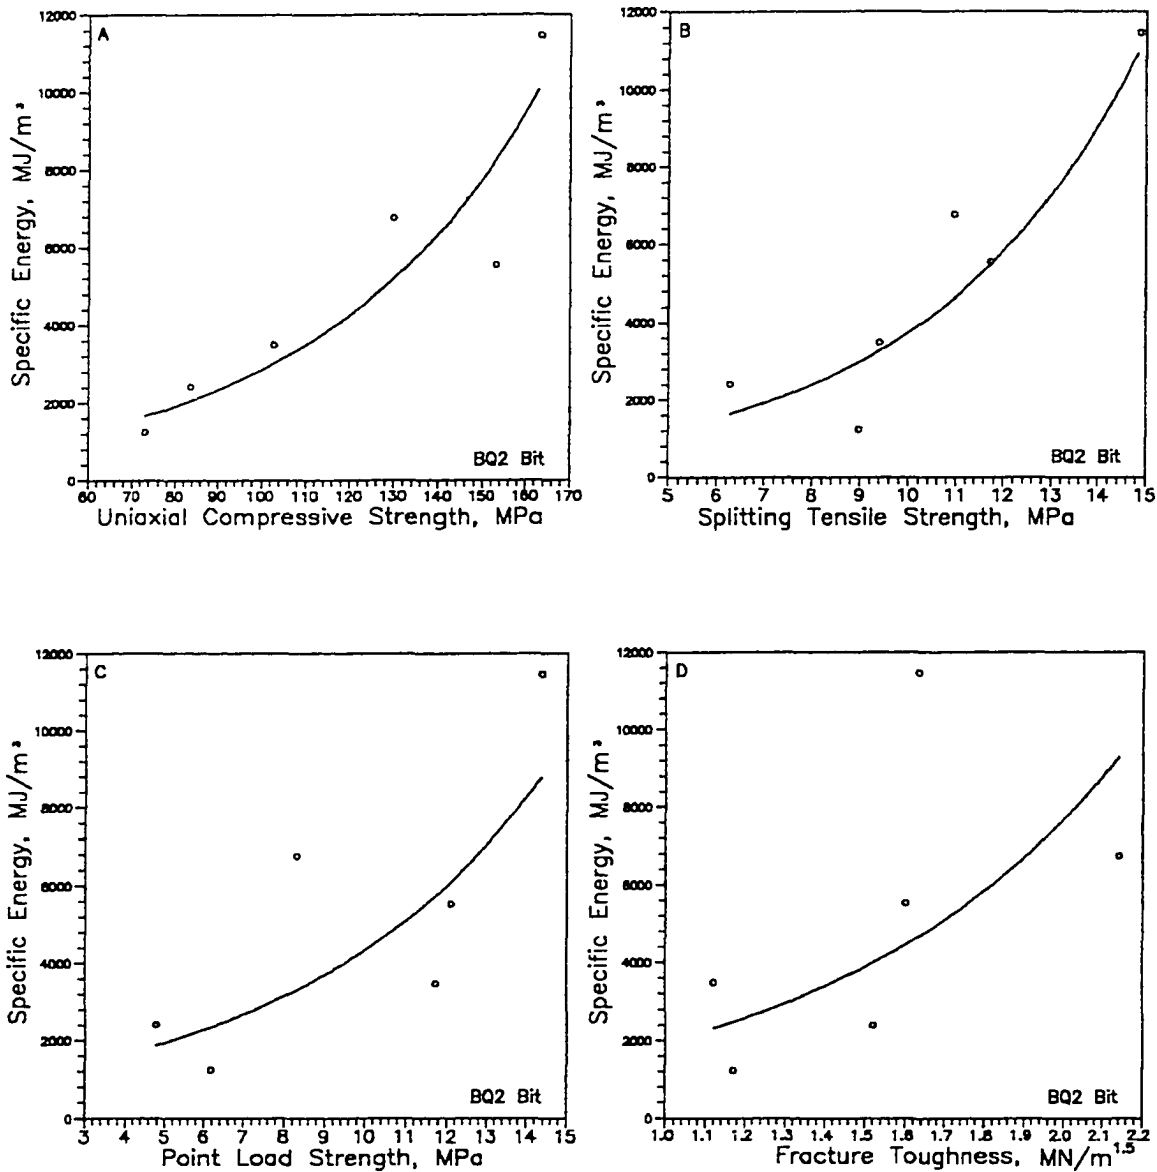 A
12000
10000
8000
6000
4000
2000
0
Specific Energy, MJ/m³
BQ2 Bit
60 70 80 90 100 110 120 130 140 150 160 170
Uniaxial Compressive Strength, MPa
B
12000
10000
8000
6000
4000
2000
0
Specific Energy, MJ/m³
BQ2 Bit
5 6 7 8 9 10 11 12 13 14 15
Splitting Tensile Strength, MPa
C
12000
10000
8000
6000
4000
2000
0
Specific Energy, MJ/m³
BQ2 Bit
3 4 5 6 7 8 9 10 11 12 13 14 15
Point Load Strength, MPa
D
12000
10000
8000
6000
4000
2000
0
Specific Energy, MJ/m³
BQ2 Bit
1.0 1.1 1.2 1.3 1.4 1.5 1.6 1.7 1.8 1.9 2.0 2.1 2.2
Fracture Toughness, MN/m^1.5